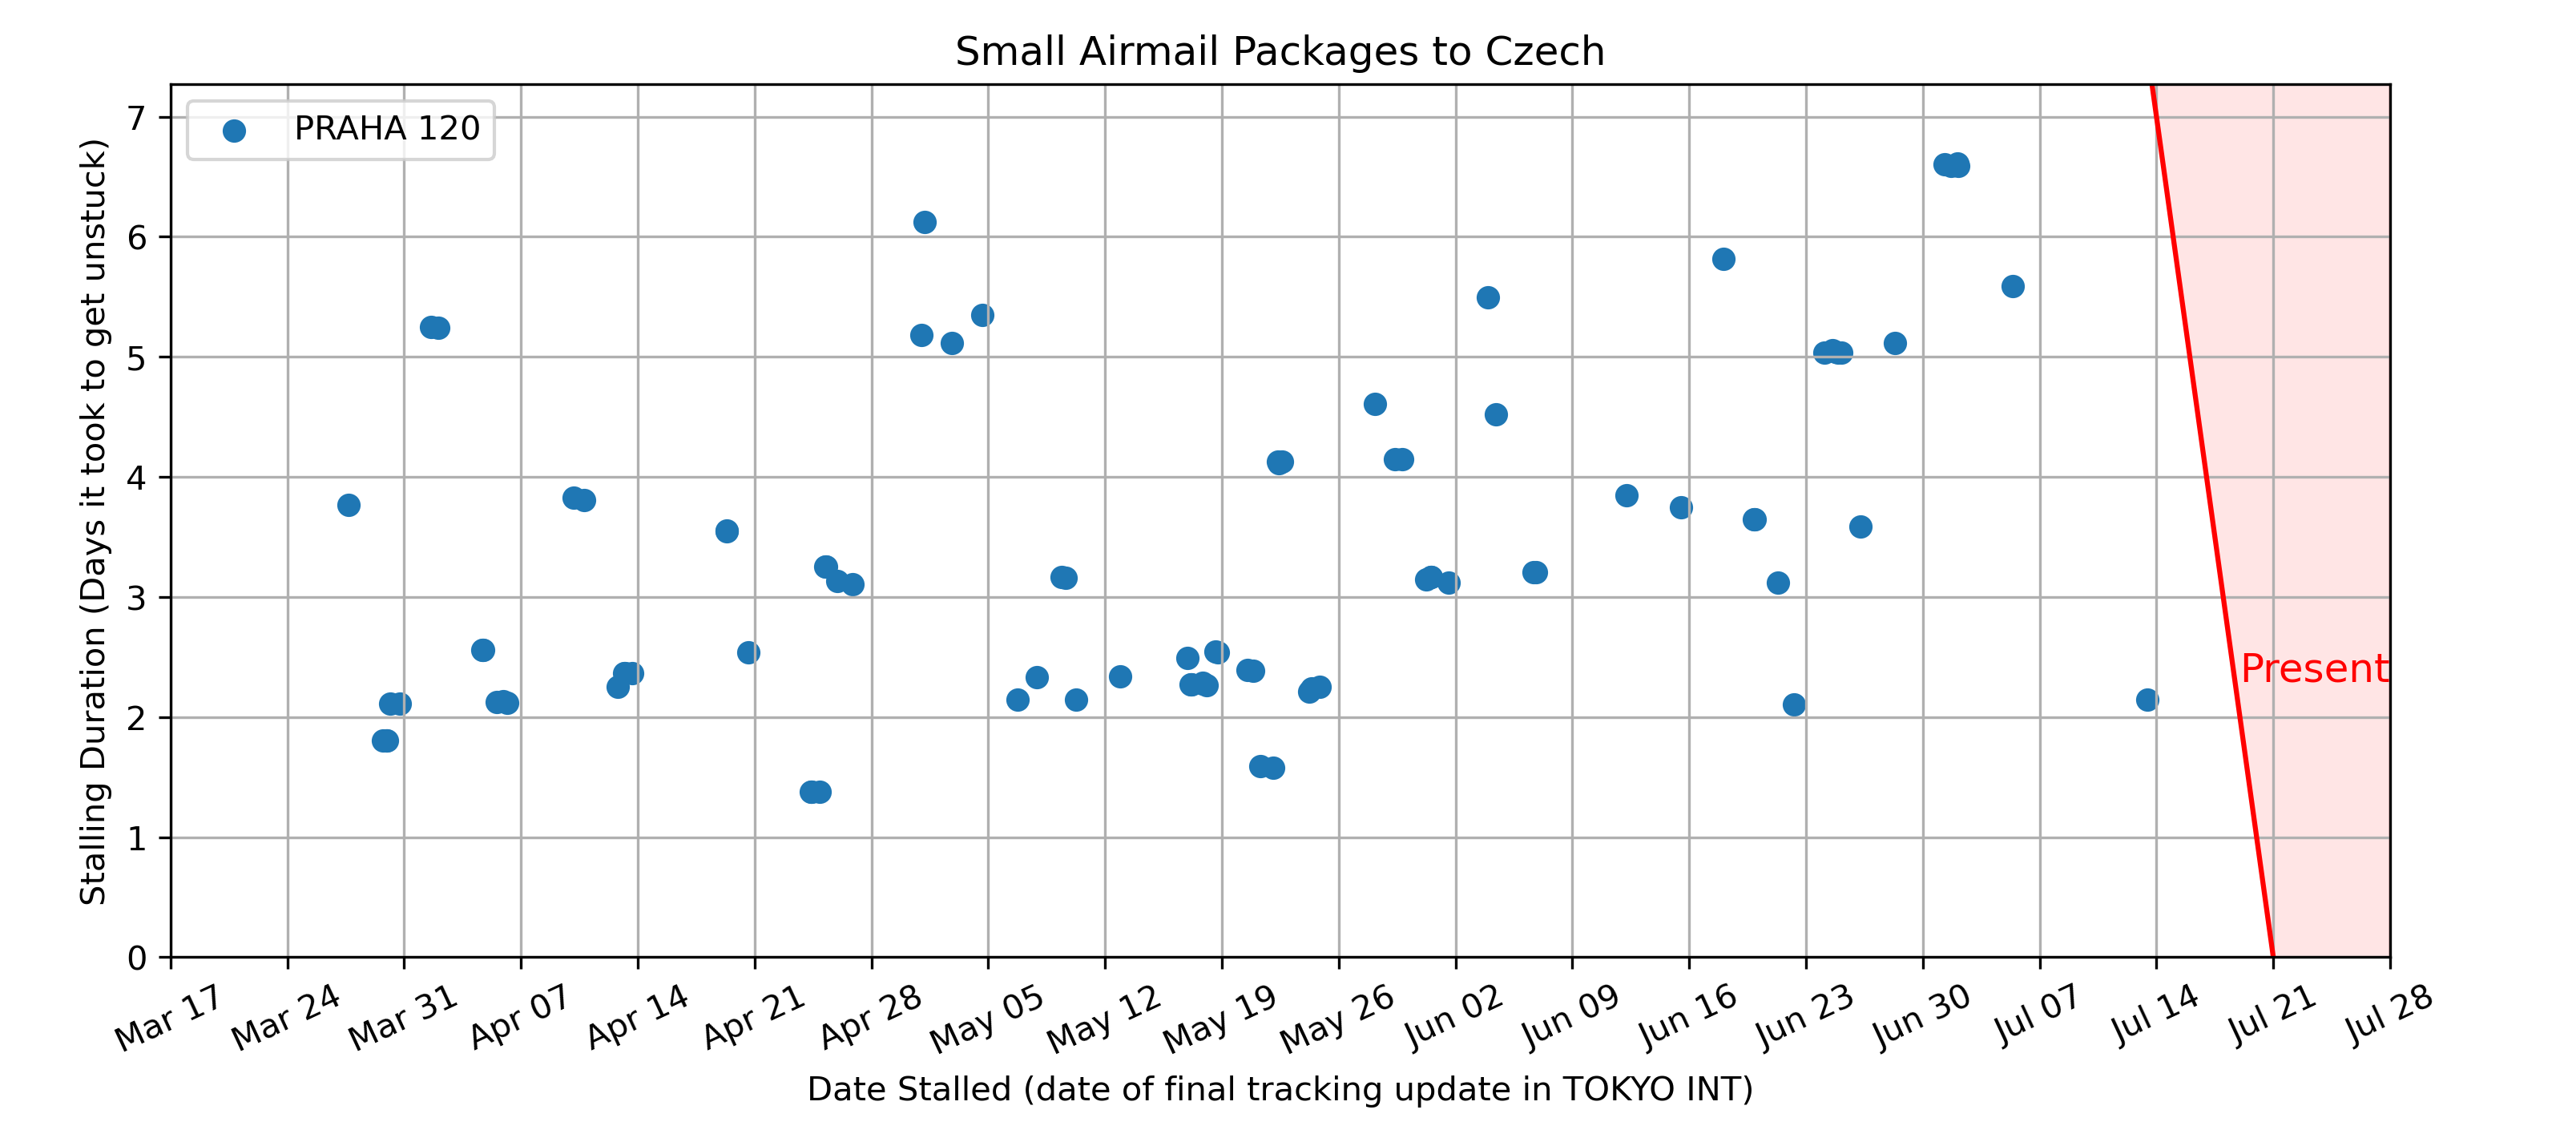 Small Airmail Packages to Czech
PRAHA 120
Stalling Duration (Days it took to get unstuck)
7
6
5
4
3
2
1
0
Present
Mar 17
Mar 24
Mar 31
Apr 07
Apr 14
Apr 21
Apr 28
May 05
May 12
May 19
May 26
Jun 02
Jun 09
Jun 16
Jun 23
Jun 30
Jul 07
Jul 14
Jul 21
Jul 28
Date Stalled (date of final tracking update in TOKYO INT)